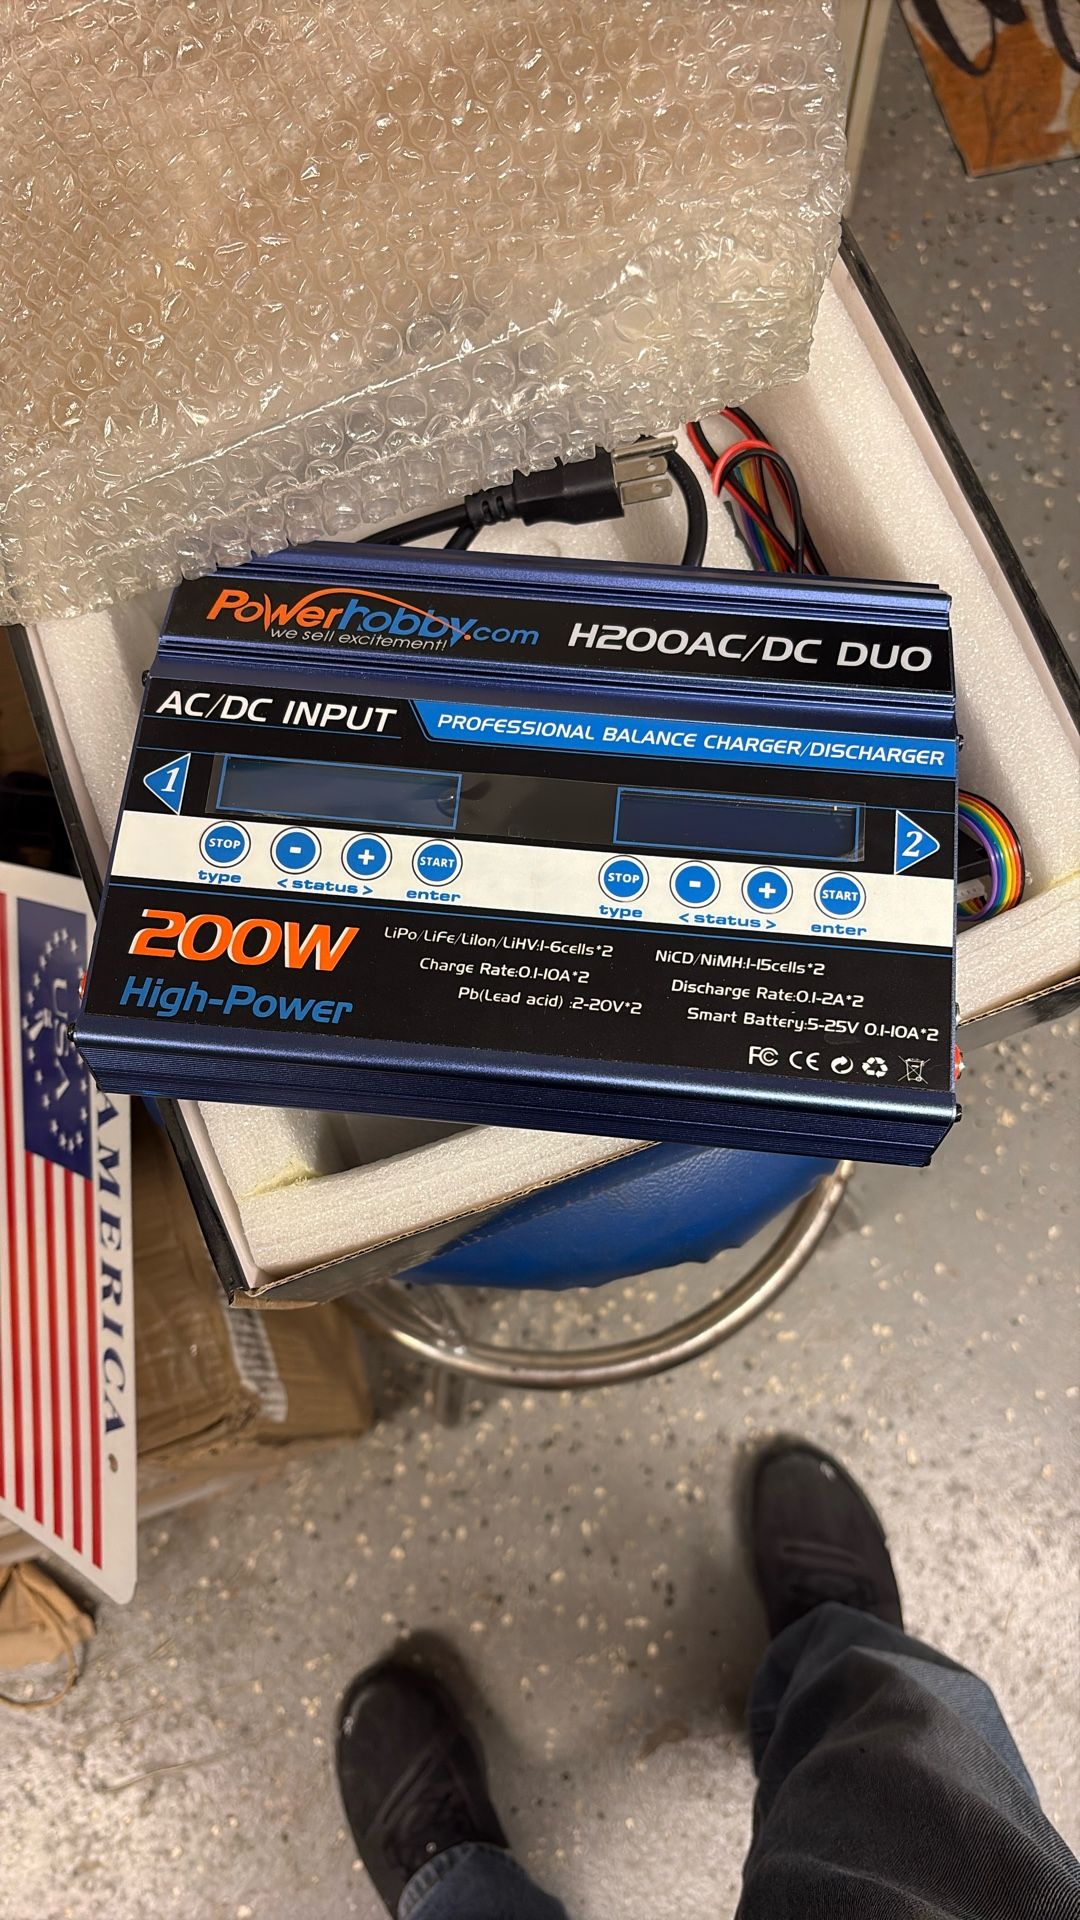 Powerhobby.com
we sell excitement!
H200AC/DC DUO
AC/DC INPUT
PROFESSIONAL BALANCE CHARGER/DISCHARGER
1
2
STOP
-
+
START
type
< status >
enter
STOP
-
+
START
type
< status >
enter
200W
High-Power
LiPo/LiFe/LiIon/LiHV:1-6cells*2
Charge Rate:0.1-10A*2
Pb(Lead acid) :2-20V*2
NiCD/NiMH:1-15cells*2
Discharge Rate:0.1-2A*2
Smart Battery:5-25V 0.1-10A*2
FC CE
USA
AMERICA